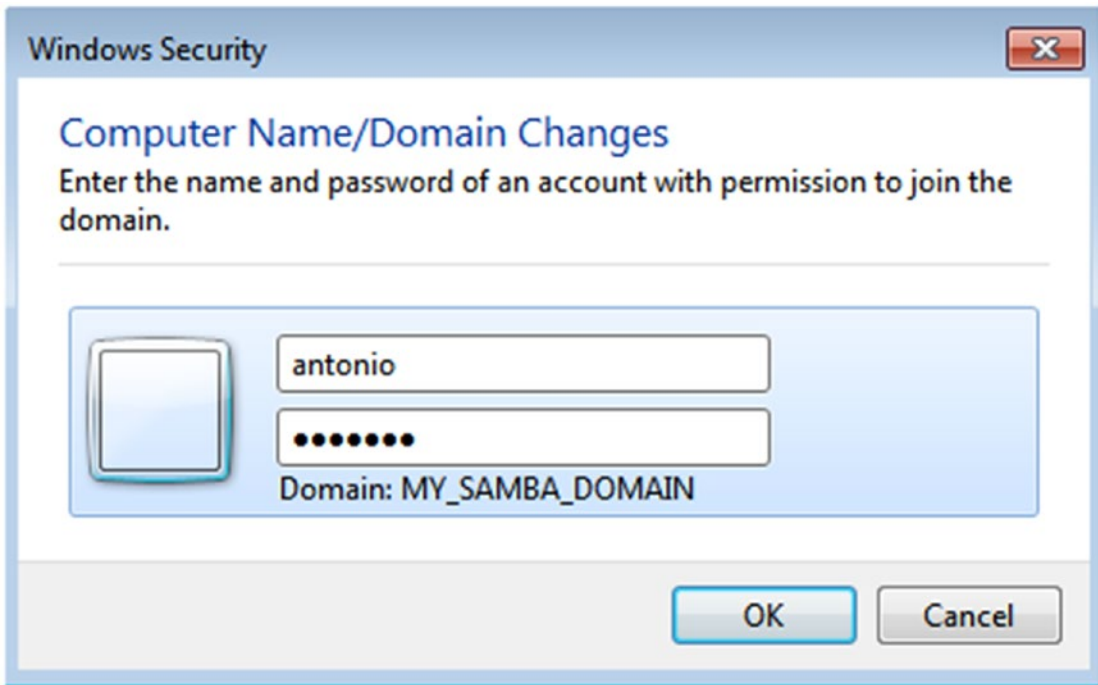 Windows Security
Computer Name/Domain Changes
Enter the name and password of an account with permission to join the
domain.
antonio
•••••••
Domain: MY_SAMBA_DOMAIN
OK
Cancel